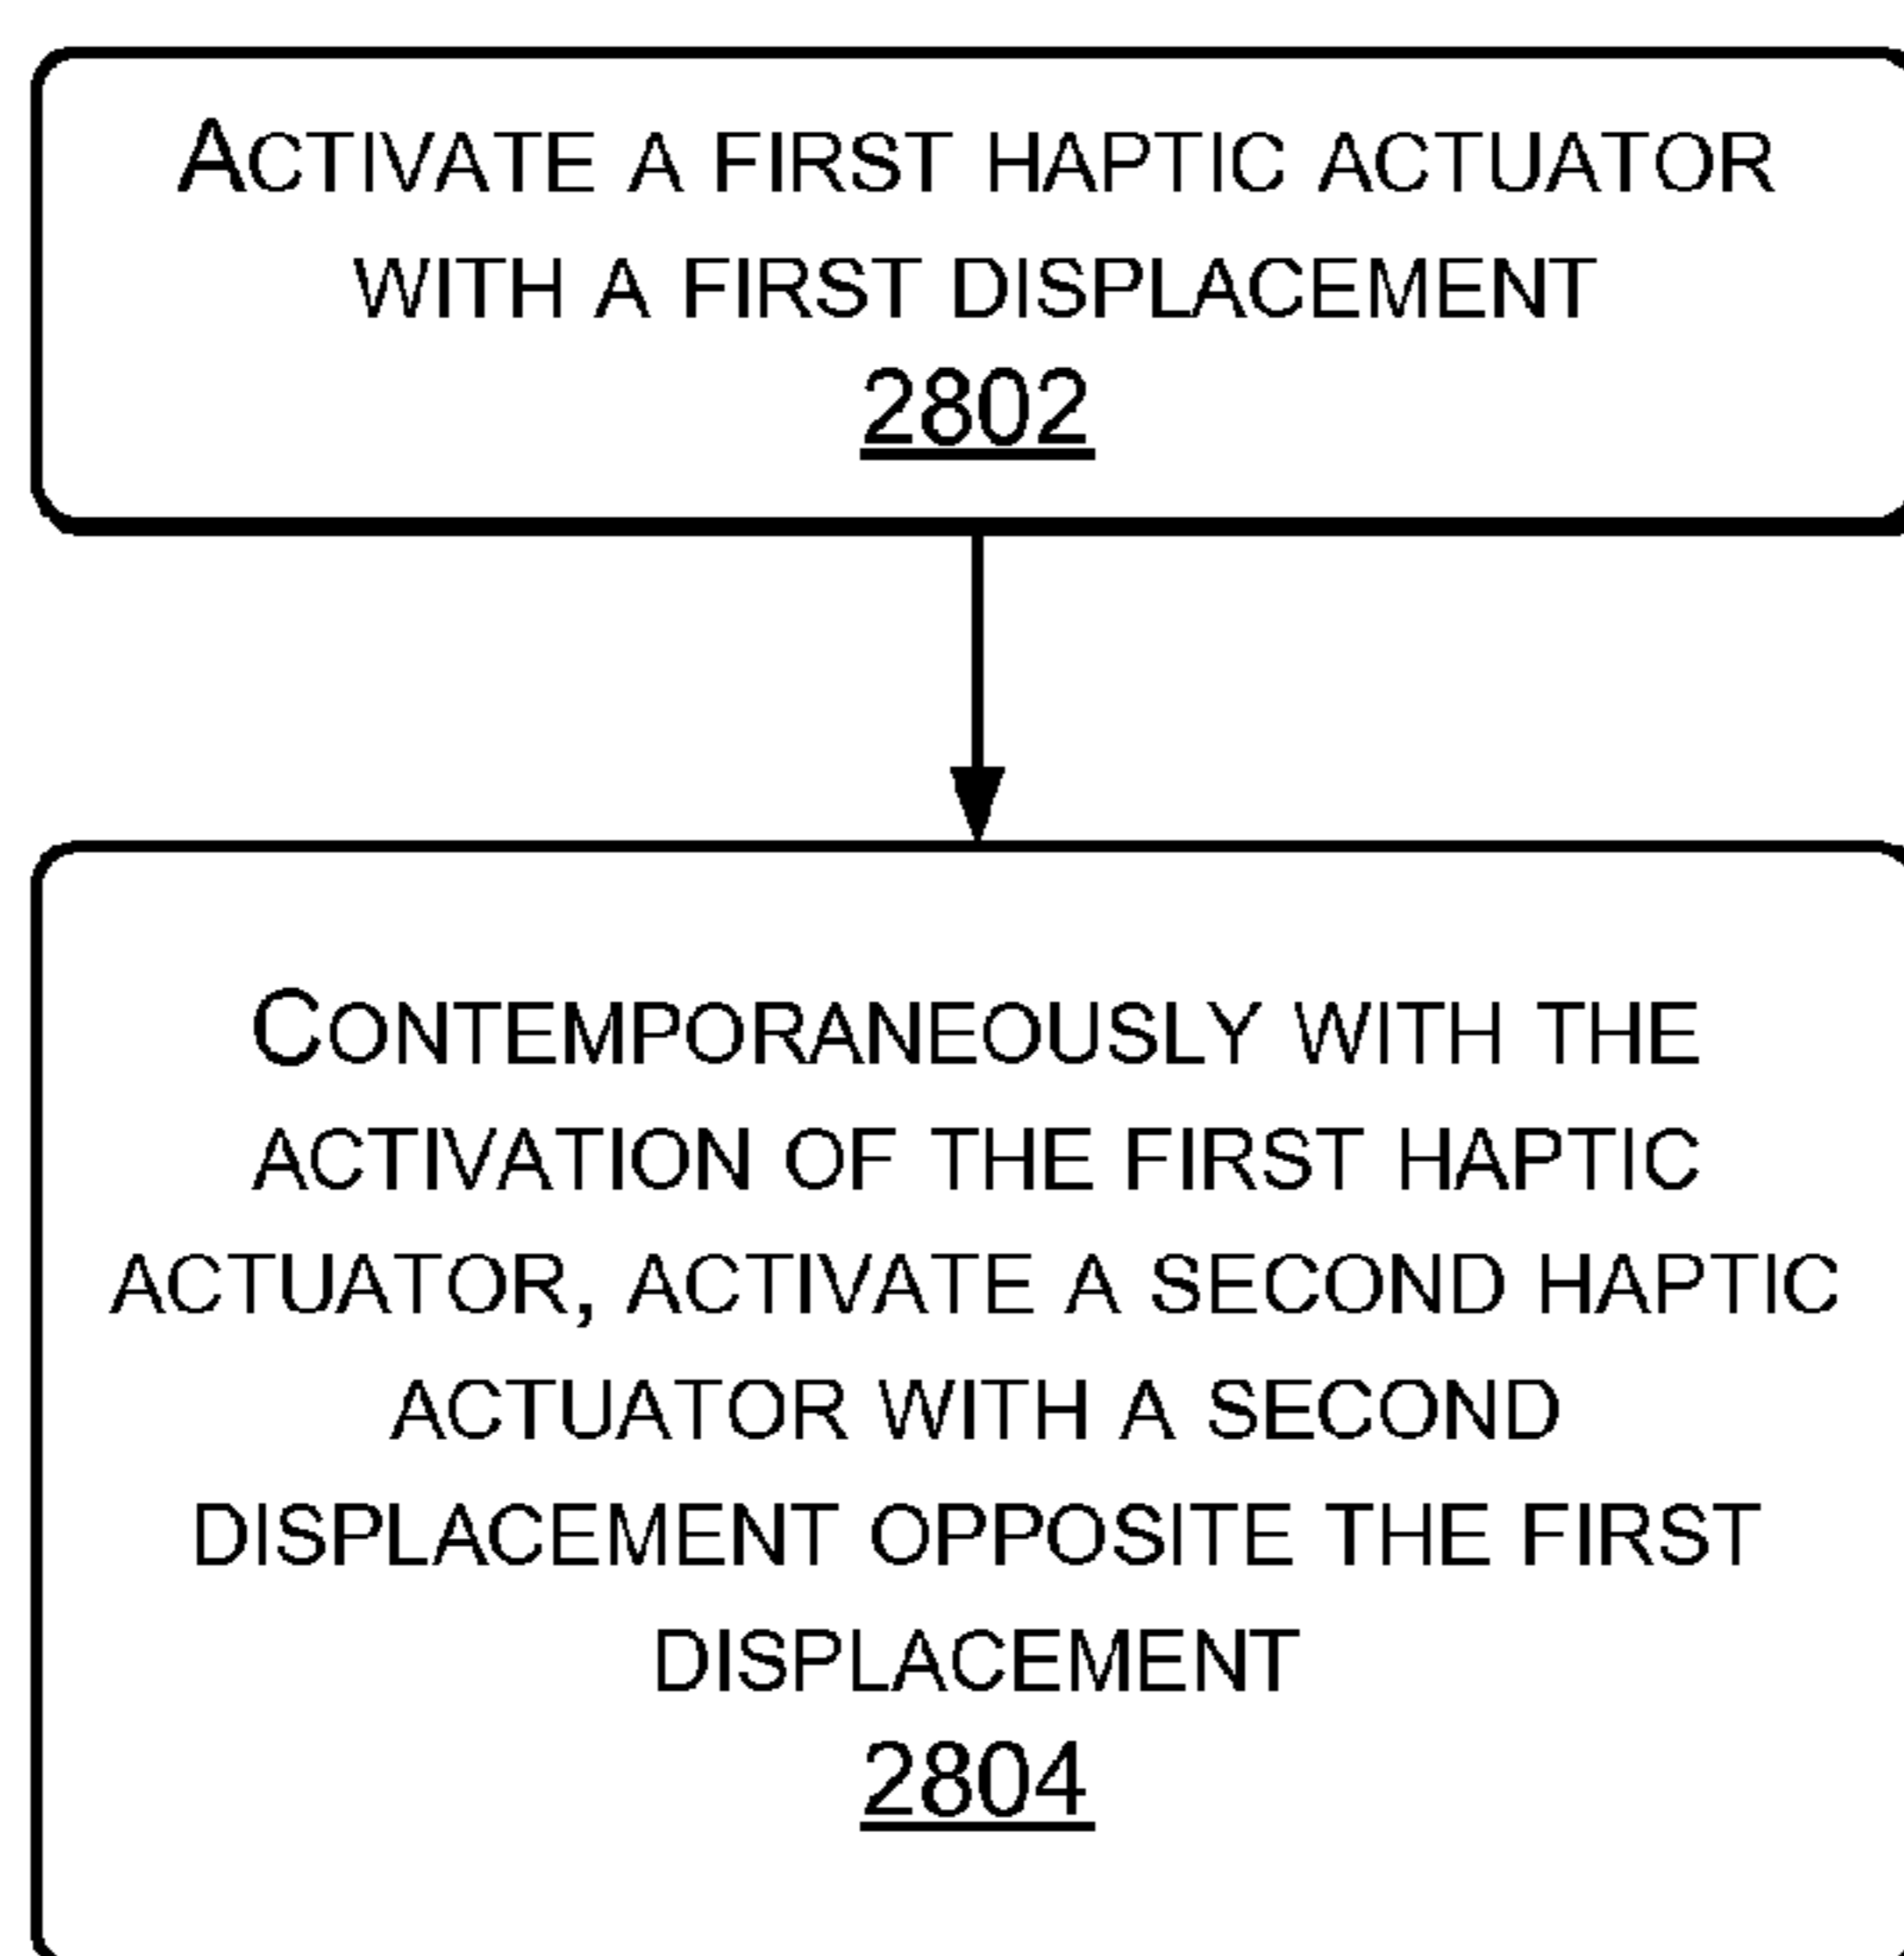 ACTIVATE A FIRST HAPTIC ACTUATOR
WITH A FIRST DISPLACEMENT
2802
CONTEMPORANEOUSLY WITH THE
ACTIVATION OF THE FIRST HAPTIC
ACTUATOR, ACTIVATE A SECOND HAPTIC
ACTUATOR WITH A SECOND
DISPLACEMENT OPPOSITE THE FIRST
DISPLACEMENT
2804